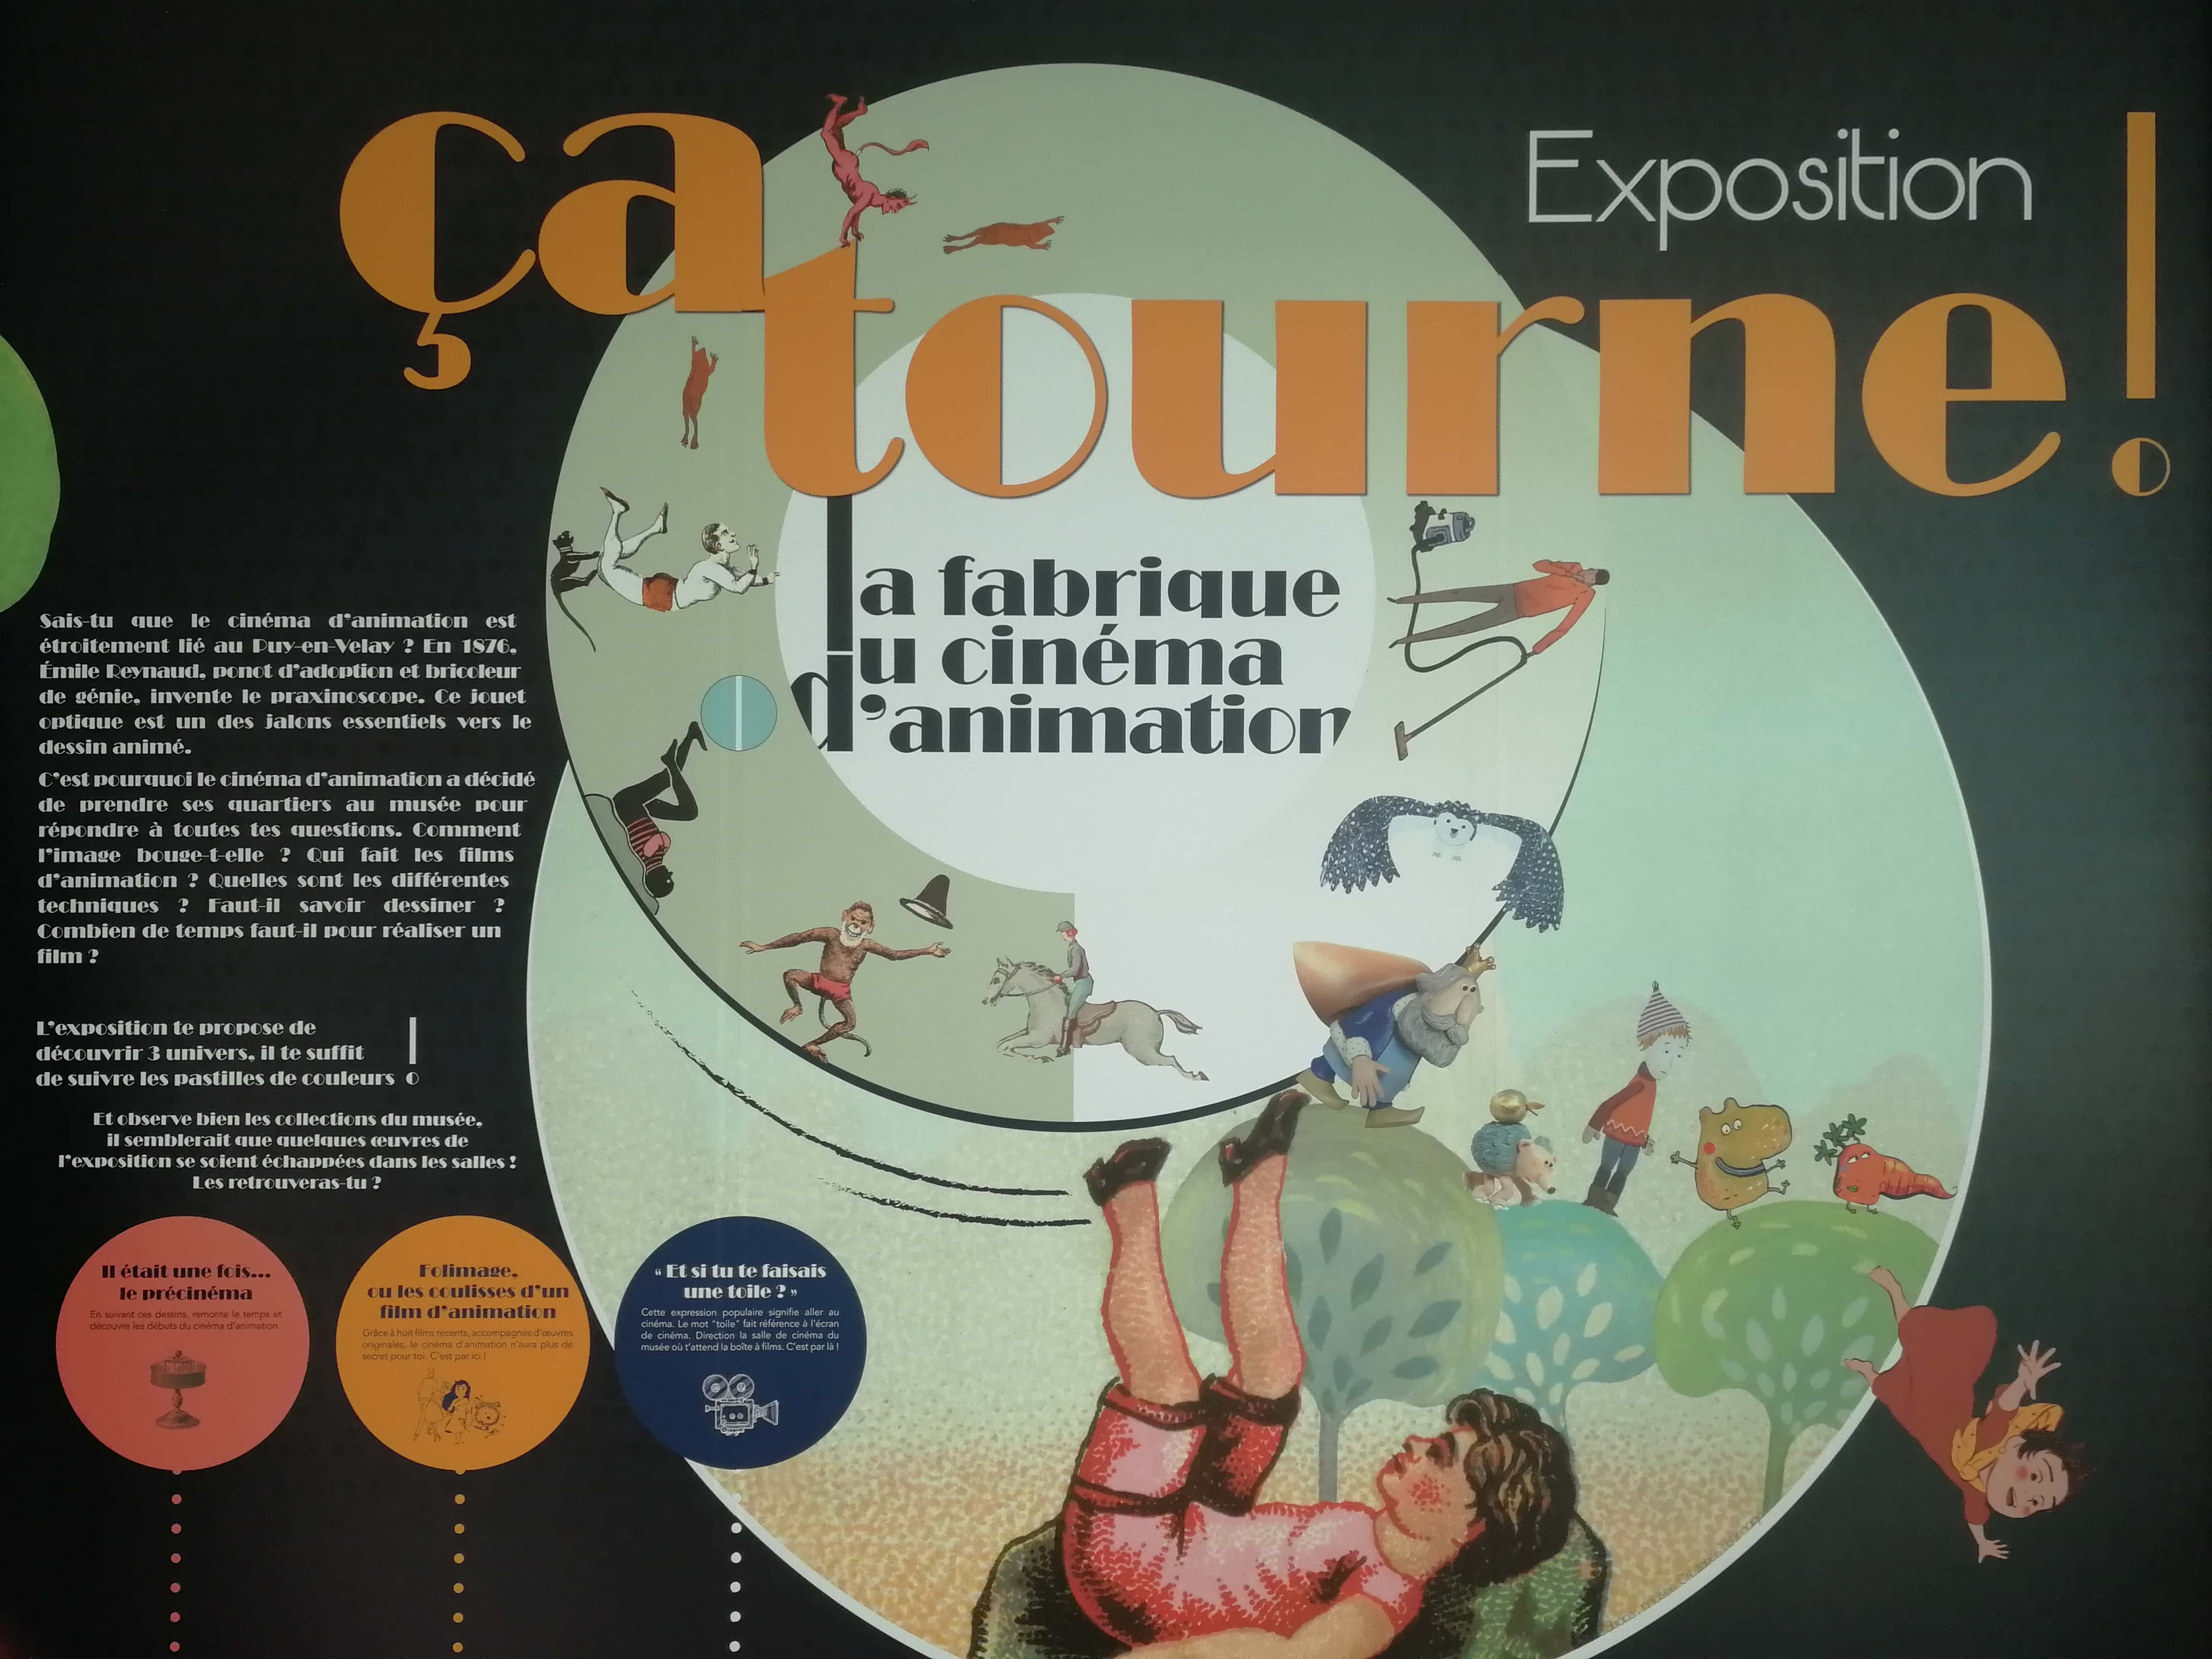 Exposition
ça
tourne!
la fabrique
du cinéma
d'animation
Sais-tu que le cinéma d'animation est
étroitement lié au Puy-en-Velay ? En 1876,
Émile Reynaud, ponot d'adoption et bricoleur
de génie, invente le praxinoscope. Ce jouet
optique est un des jalons essentiels vers le
dessin animé.
C'est pourquoi le cinéma d'animation a décidé
de prendre ses quartiers au musée pour
répondre à toutes tes questions. Comment
l'image bouge-t-elle ? Qui fait les films
d'animation ? Quelles sont les différentes
techniques ? Faut-il savoir dessiner ?
Combien de temps faut-il pour réaliser un
film ?
L'exposition te propose de
découvrir 3 univers, il te suffit
de suivre les pastilles de couleurs !
Et observe bien les collections du musée,
il semblerait que quelques œuvres de
l'exposition se soient échappées dans les salles !
Les retrouveras-tu ?
Il était une fois...
le précinéma
En suivant ces dessins, remonte le temps et
découvre les débuts du cinéma d'animation.
Folimage,
ou les coulisses d'un
film d'animation
Grâce à huit films récents, accompagnés d'œuvres
originales, le cinéma d'animation n'aura plus de
secret pour toi. C'est par ici !
« Et si tu te faisais
une toile ? »
Cette expression populaire signifie aller au
cinéma. Le mot "toile" fait référence à l'écran
de cinéma. Direction la salle de cinéma du
musée où t'attend la boîte à films. C'est par là !